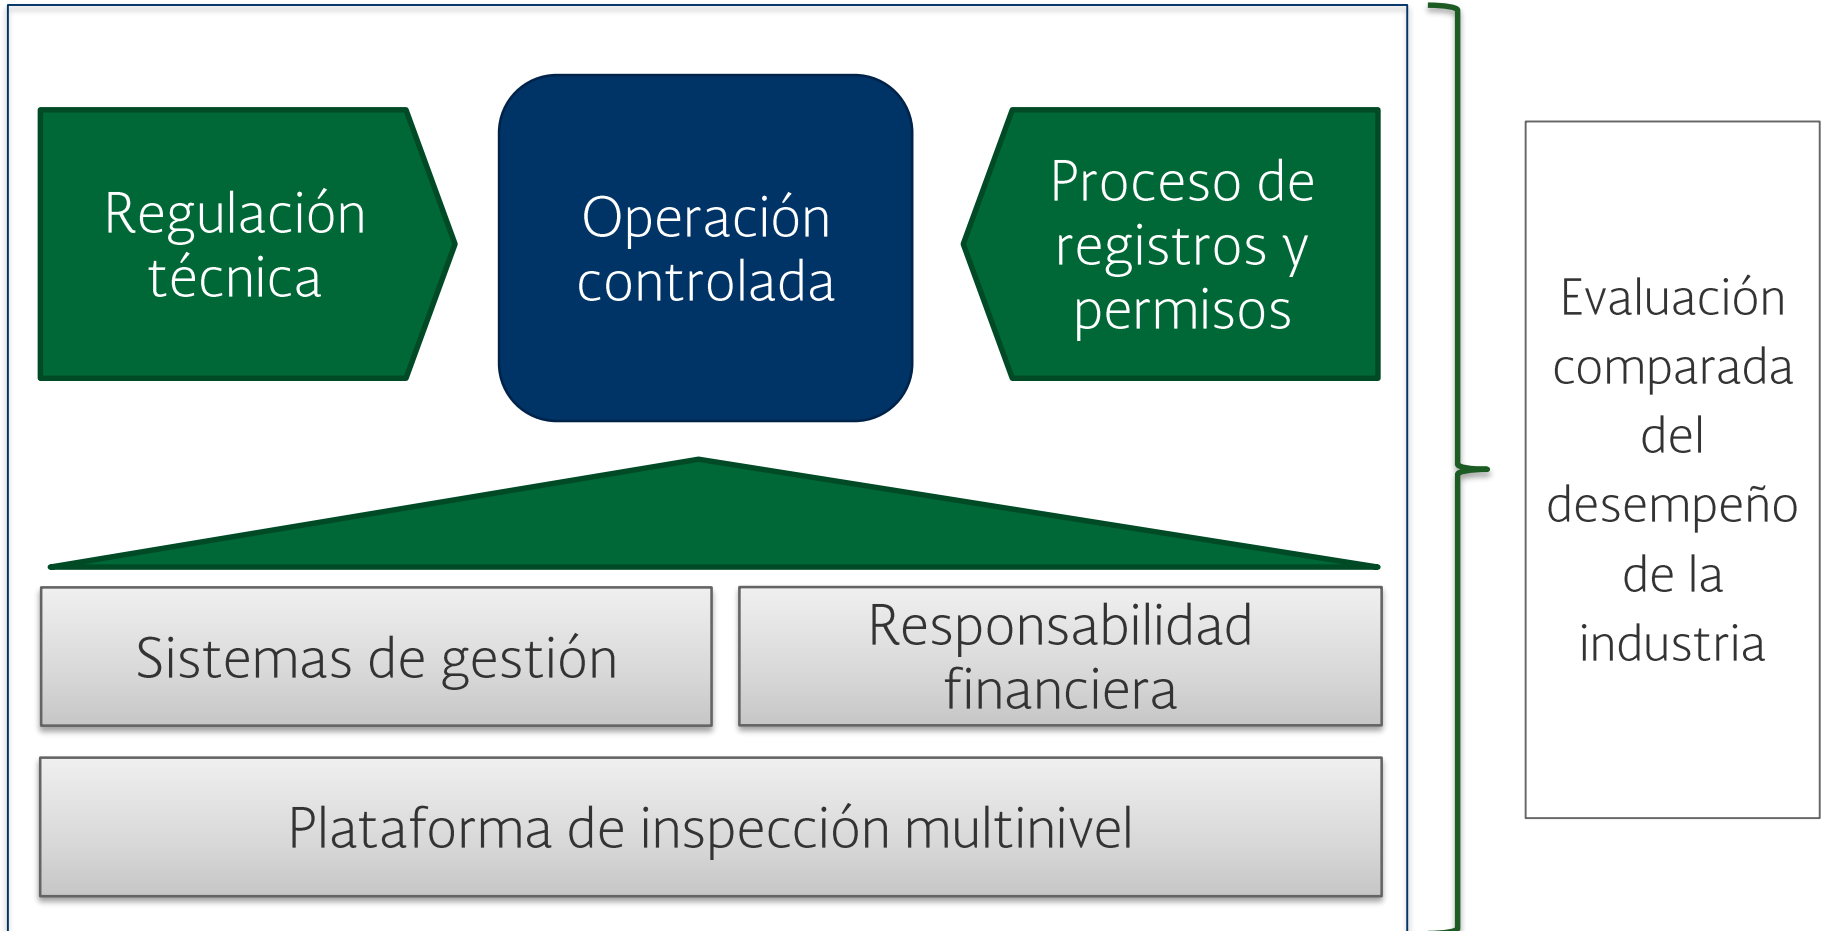 Regulación
técnica
Operación
controlada
Proceso de
registros y
permisos
Sistemas de gestión
Responsabilidad
financiera
Plataforma de inspección multinivel
Evaluación
comparada
del
desempeño
de la
industria